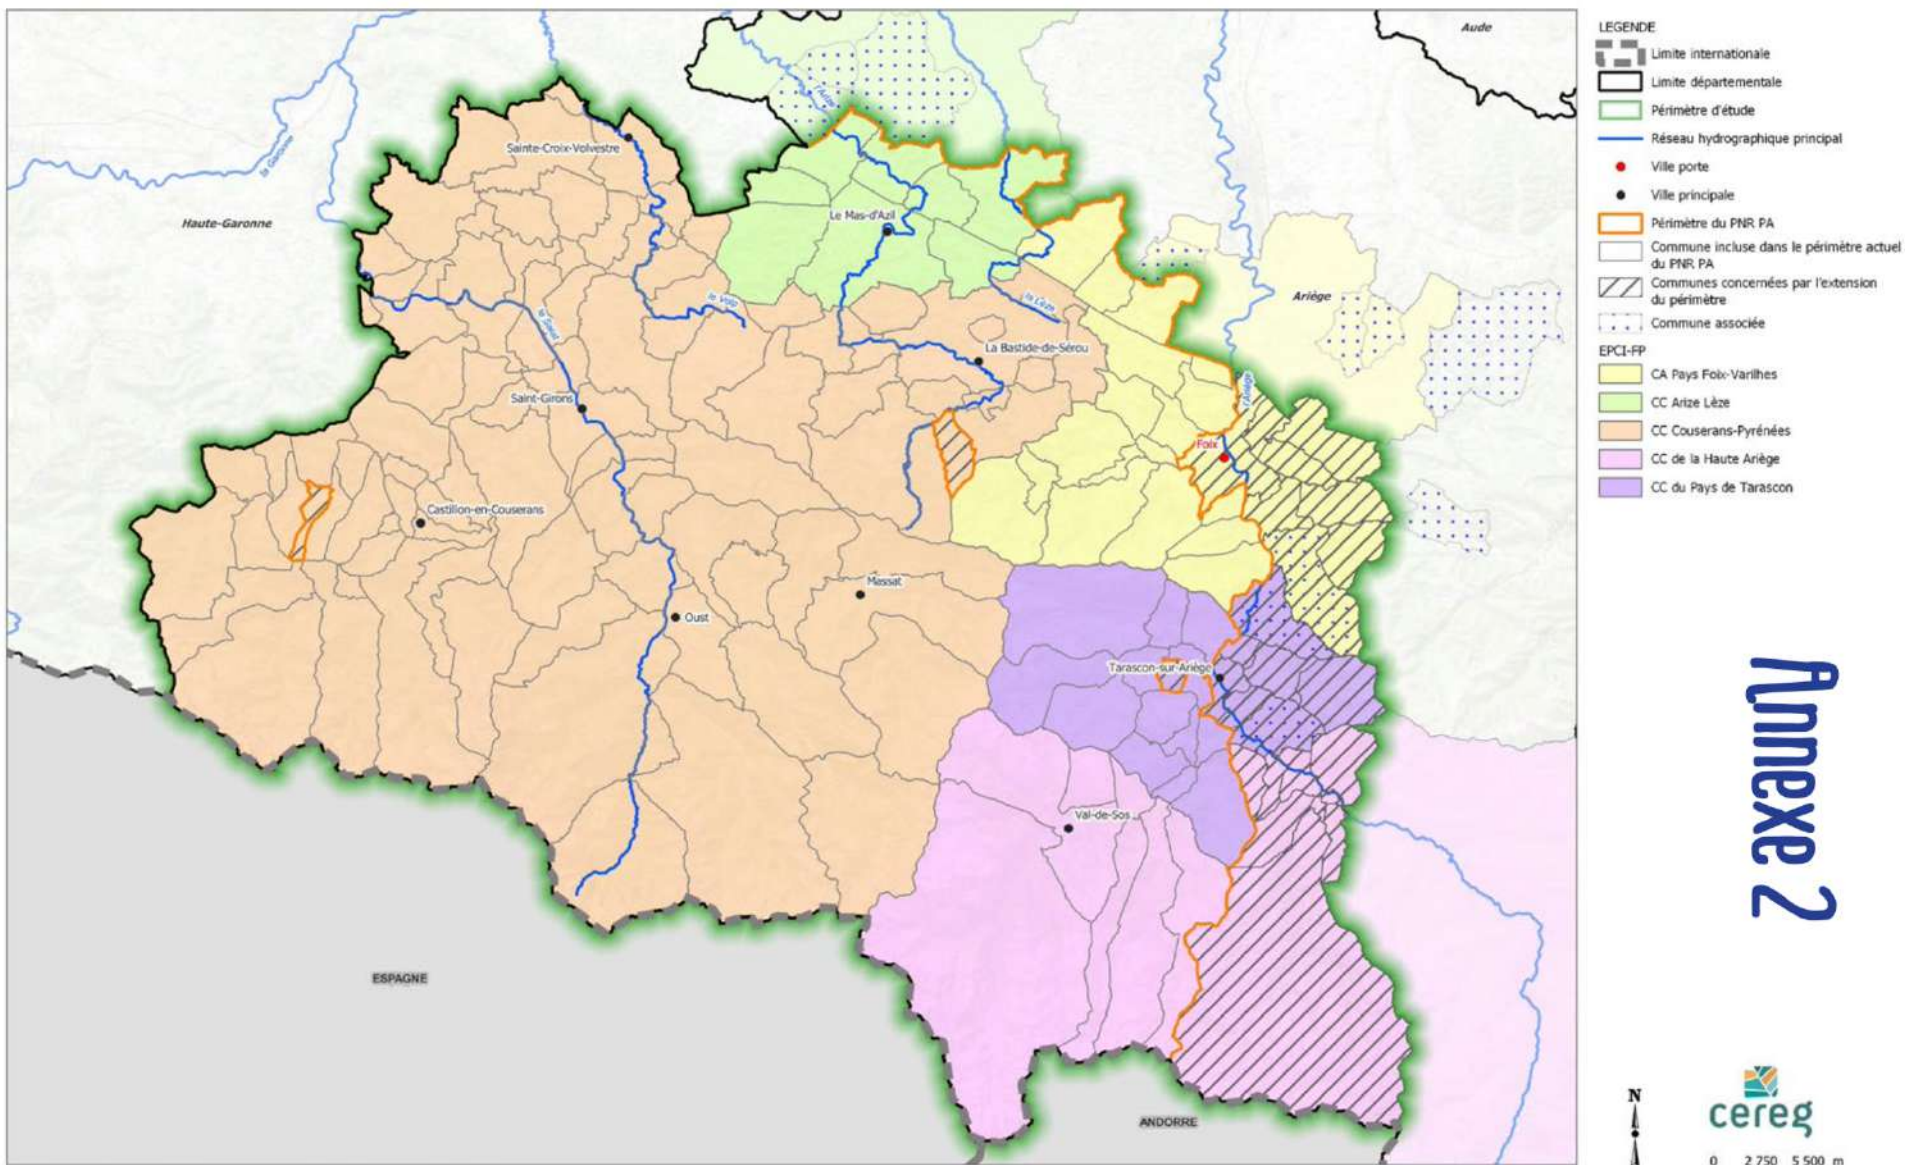 Aude
Sainte-Croix-Volvestre
l'Arize
la Garonne
Haute-Garonne
Le Mas-d'Azil
le Volp
la Lèze
Ariège
La Bastide-de-Sérou
le Salat
l'Ariège
Saint-Girons
Foix
Castillon-en-Couserans
Massat
Oust
Tarascon-sur-Ariège
Val-de-Sos
ESPAGNE
ANDORRE
LEGENDE
Limite internationale
Limite départementale
Périmètre d'étude
Réseau hydrographique principal
Ville porte
Ville principale
Périmètre du PNR PA
Commune incluse dans le périmètre actuel
du PNR PA
Communes concernées par l'extension
du périmètre
Commune associée
EPCI-FP
CA Pays Foix-Varilhes
CC Arize Lèze
CC Couserans-Pyrénées
CC de la Haute Ariège
CC du Pays de Tarascon
Annexe 2
N
cereg
0 2 750 5 500 m